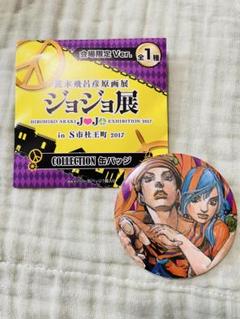 会場限定Ver. 全1種
荒木飛呂彦原画展
ジョジョ展
HIROHIKO ARAKI JOJO EXHIBITION 2017
in S市杜王町 2017
COLLECTION 缶バッジ